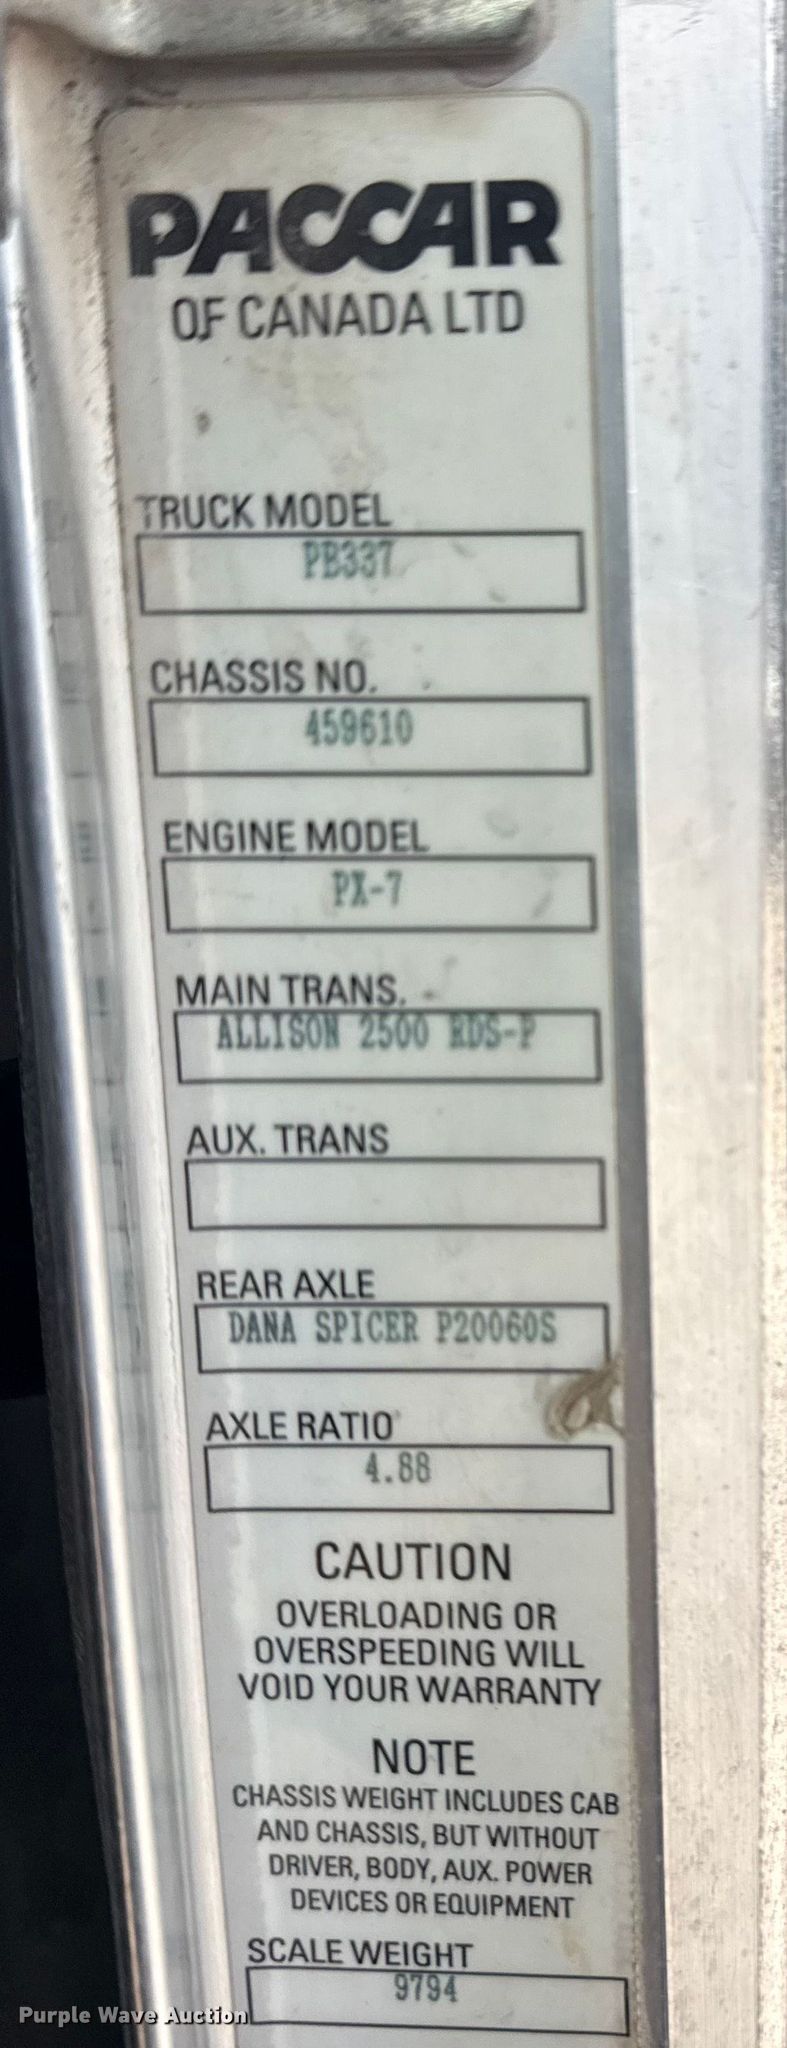 PACCAR
OF CANADA LTD
TRUCK MODEL
PB337
CHASSIS NO.
459610
ENGINE MODEL
PX-7
MAIN TRANS.
ALLISON 2500 RDS-P
AUX. TRANS
REAR AXLE
DANA SPICER P20060S
AXLE RATIO
4.88
CAUTION
OVERLOADING OR
OVERSPEEDING WILL
VOID YOUR WARRANTY
NOTE
CHASSIS WEIGHT INCLUDES CAB
AND CHASSIS, BUT WITHOUT
DRIVER, BODY, AUX. POWER
DEVICES OR EQUIPMENT
SCALE WEIGHT
9794
Purple Wave Auction